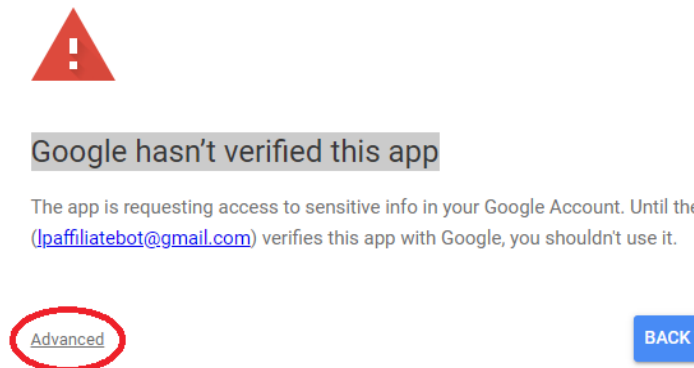 Google hasn’t verified this app
The app is requesting access to sensitive info in your Google Account. Until the
(lpaffiliatebot@gmail.com) verifies this app with Google, you shouldn't use it.
Advanced
BACK